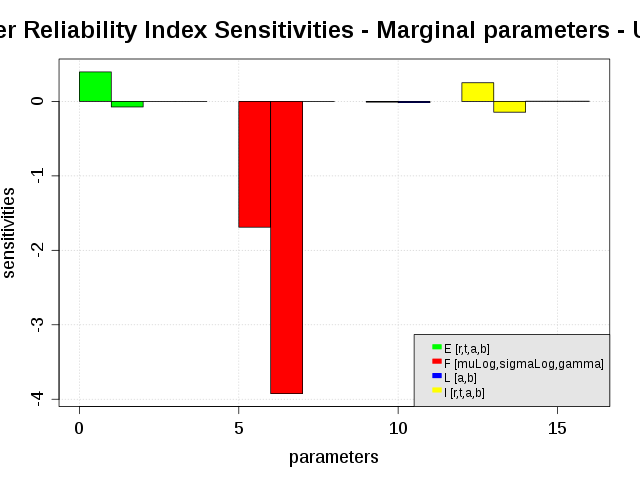 er Reliability Index Sensitivities - Marginal parameters - U
0
-1
-2
-3
-4
sensitivities
E [r,t,a,b]
F [muLog,sigmaLog,gamma]
L [a,b]
I [r,t,a,b]
0 5 10 15
parameters